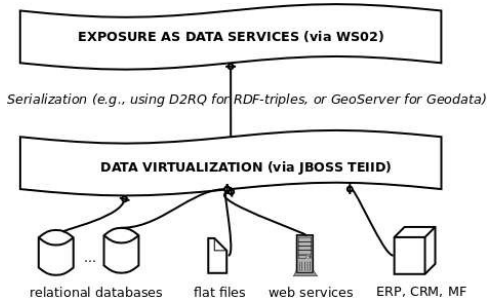 EXPOSURE AS DATA SERVICES (via WS02)
Serialization (e.g., using D2RQ for RDF-triples, or GeoServer for Geodata)
DATA VIRTUALIZATION (via JBOSS TEIID)
...
relational databases flat files web services ERP, CRM, MF